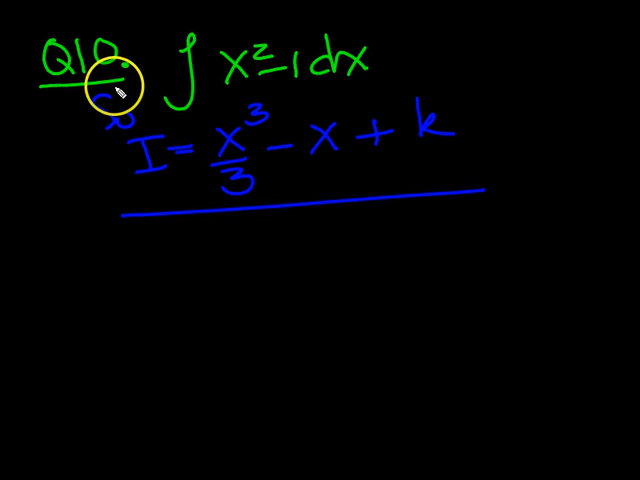 Q10. ∫ x² - 1 dx
I = x³/3 - x + k